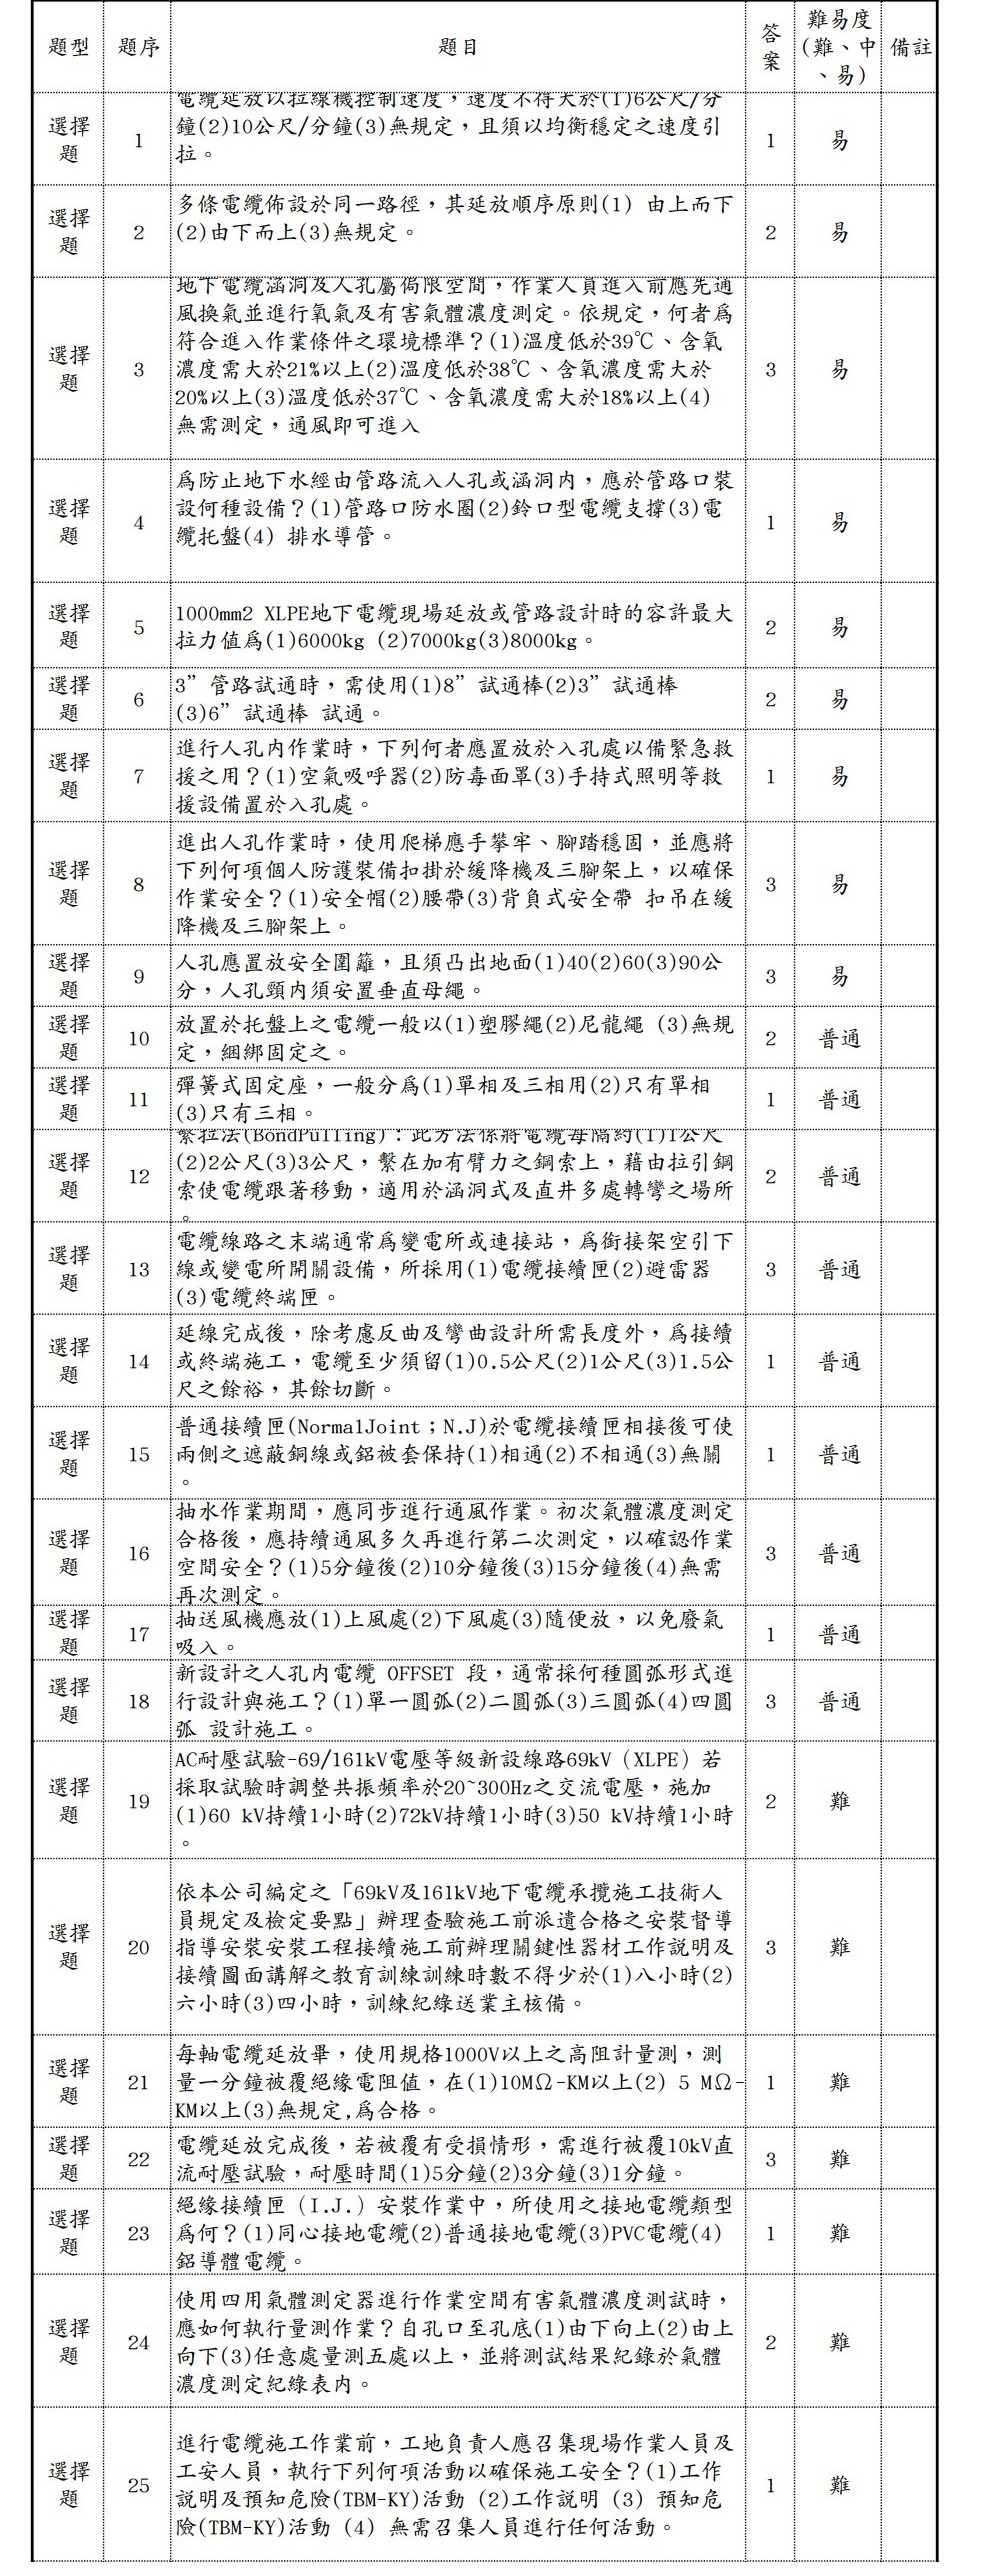 題型 題序 題目 答案 難易度(難、中、易) 備註
選擇題 1 電纜延放以拉線機控制速度，速度不得大於(1)6公尺/分
鐘(2)10公尺/分鐘(3)無規定，且須以均衡穩定之速度引
拉。 1 易
選擇題 2 多條電纜佈設於同一路徑，其延放順序原則(1) 由上而下
(2)由下而上(3)無規定。 2 易
選擇題 3 地下電纜涵洞及人孔屬侷限空間，作業人員進入前應先通
風換氣並進行氧氣及有害氣體濃度測定。依規定，何者為
符合進入作業條件之環境標準？(1)溫度低於39℃、含氧
濃度需大於21%以上(2)溫度低於38℃、含氧濃度需大於
20%以上(3)溫度低於37℃、含氧濃度需大於18%以上(4)
無需測定，通風即可進入 3 易
選擇題 4 為防止地下水經由管路流入人孔或涵洞內，應於管路口裝
設何種設備？(1)管路口防水圈(2)鈴口型電纜支撐(3)電
纜托盤(4) 排水導管。 1 易
選擇題 5 1000mm2 XLPE地下電纜現場延放或管路設計時的容許最大
拉力值為(1)6000kg (2)7000kg(3)8000kg。 2 易
選擇題 6 3”管路試通時，需使用(1)8”試通棒(2)3”試通棒
(3)6”試通棒 試通。 2 易
選擇題 7 進行人孔內作業時，下列何者應置放於入孔處以備緊急救
援之用？(1)空氣吸呼器(2)防毒面罩(3)手持式照明等救
援設備置於入孔處。 1 易
選擇題 8 進出人孔作業時，使用爬梯應手攀牢、腳踏穩固，並應將
下列何項個人防護裝備扣掛於緩降機及三腳架上，以確保
作業安全？(1)安全帽(2)腰帶(3)背負式安全帶 扣吊在緩
降機及三腳架上。 3 易
選擇題 9 人孔應置放安全圍籬，且須凸出地面(1)40(2)60(3)90公
分，人孔頸內須安置垂直母繩。 3 易
選擇題 10 放置於托盤上之電纜一般以(1)塑膠繩(2)尼龍繩 (3)無規
定，綑綁固定之。 2 普通
選擇題 11 彈簧式固定座，一般分為(1)單相及三相用(2)只有單相
(3)只有三相。 1 普通
選擇題 12 繫拉法(BondPulling)：此方法係將電纜每隔約(1)1公尺
(2)2公尺(3)3公尺，繫在加有臂力之鋼索上，藉由拉引鋼
索使電纜跟著移動，適用於涵洞式及直井多處轉彎之場所
。 2 普通
選擇題 13 電纜線路之末端通常為變電所或連接站，為銜接架空引下
線或變電所開關設備，所採用(1)電纜接續匣(2)避雷器
(3)電纜終端匣。 3 普通
選擇題 14 延線完成後，除考慮反曲及彎曲設計所需長度外，為接續
或終端施工，電纜至少須留(1)0.5公尺(2)1公尺(3)1.5公
尺之餘裕，其餘切斷。 1 普通
選擇題 15 普通接續匣(NormalJoint；N.J)於電纜接續匣相接後可使
兩側之遮蔽銅線或鋁被套保持(1)相通(2)不相通(3)無關
。 1 普通
選擇題 16 抽水作業期間，應同步進行通風作業。初次氣體濃度測定
合格後，應持續通風多久再進行第二次測定，以確認作業
空間安全？(1)5分鐘後(2)10分鐘後(3)15分鐘後(4)無需
再次測定。 3 普通
選擇題 17 抽送風機應放(1)上風處(2)下風處(3)隨便放，以免廢氣
吸入。 1 普通
選擇題 18 新設計之人孔內電纜 OFFSET 段，通常採何種圓弧形式進
行設計與施工？(1)單一圓弧(2)二圓弧(3)三圓弧(4)四圓
弧 設計施工。 3 普通
選擇題 19 AC耐壓試驗-69/161kV電壓等級新設線路69kV（XLPE）若
採取試驗時調整共振頻率於20~300Hz之交流電壓，施加
(1)60 kV持續1小時(2)72kV持續1小時(3)50 kV持續1小時
。 2 難
選擇題 20 依本公司編定之「69kV及161kV地下電纜承攬施工技術人
員規定及檢定要點」辦理查驗施工前派遣合格之安裝督導
指導安裝安裝工程接續施工前辦理關鍵性器材工作說明及
接續圖面講解之教育訓練訓練時數不得少於(1)八小時(2)
六小時(3)四小時，訓練紀綠送業主核備。 3 難
選擇題 21 每軸電纜延放畢，使用規格1000V以上之高阻計量測，測
量一分鐘被覆絕緣電阻值，在(1)10MΩ-KM以上(2) 5 MΩ-
KM以上(3)無規定,為合格。 1 難
選擇題 22 電纜延放完成後，若被覆有受損情形，需進行被覆10kV直
流耐壓試驗，耐壓時間(1)5分鐘(2)3分鐘(3)1分鐘。 3 難
選擇題 23 絕緣接續匣（I.J.）安裝作業中，所使用之接地電纜類型
為何？(1)同心接地電纜(2)普通接地電纜(3)PVC電纜(4)
鋁導體電纜。 1 難
選擇題 24 使用四用氣體測定器進行作業空間有害氣體濃度測試時，
應如何執行量測作業？自孔口至孔底(1)由下向上(2)由上
向下(3)任意處量測五處以上，並將測試結果紀錄於氣體
濃度測定紀綠表內。 2 難
選擇題 25 進行電纜施工作業前，工地負責人應召集現場作業人員及
工安人員，執行下列何項活動以確保施工安全？(1)工作
說明及預知危險(TBM-KY)活動 (2)工作說明 (3) 預知危
險(TBM-KY)活動 (4) 無需召集人員進行任何活動。 1 難